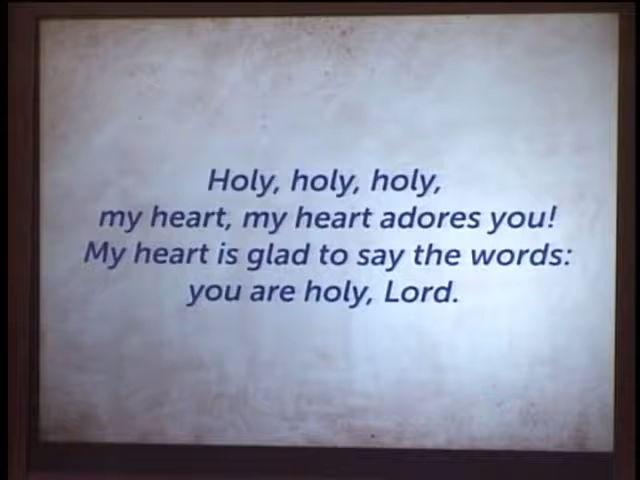 Holy, holy, holy,
my heart, my heart adores you!
My heart is glad to say the words:
you are holy, Lord.